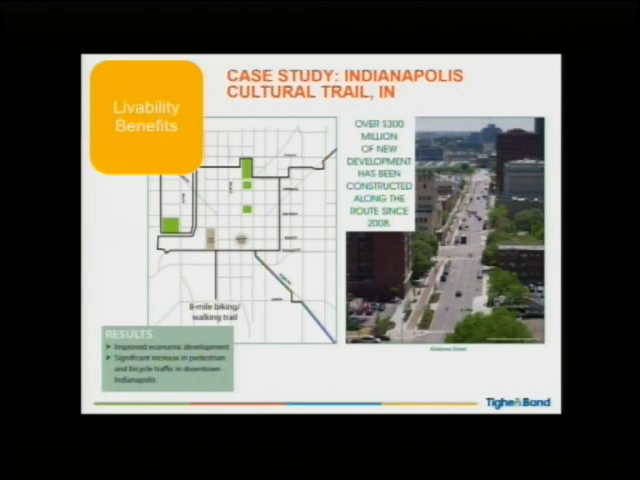 Livability
Benefits
CASE STUDY: INDIANAPOLIS
CULTURAL TRAIL, IN
OVER $300
MILLION
OF NEW
DEVELOPMENT
HAS BEEN
CONSTRUCTED
ALONG THE
ROUTE SINCE
2008.
8-mile biking/
walking trail
RESULTS
➤ Improved economic development
➤ Significant increase in pedestrian
and bicycle traffic in downtown
Indianapolis
Alabama Street
Tighe&Bond